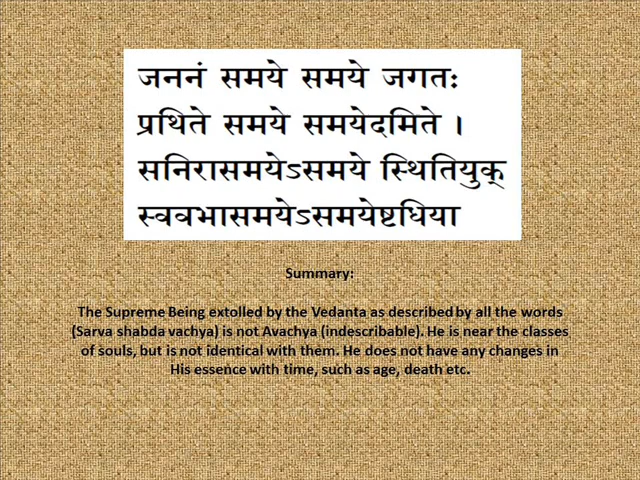 जननं समये समये जगतः
प्रथिते समये समयेदमिते ।
सनिरासमयेऽसमये स्थितियुक्
स्ववभासमयेऽसमयेष्टधिया
Summary:
The Supreme Being extolled by the Vedanta as described by all the words
(Sarva shabda vachya) is not Avachya (indescribable). He is near the classes
of souls, but is not identical with them. He does not have any changes in
His essence with time, such as age, death etc.